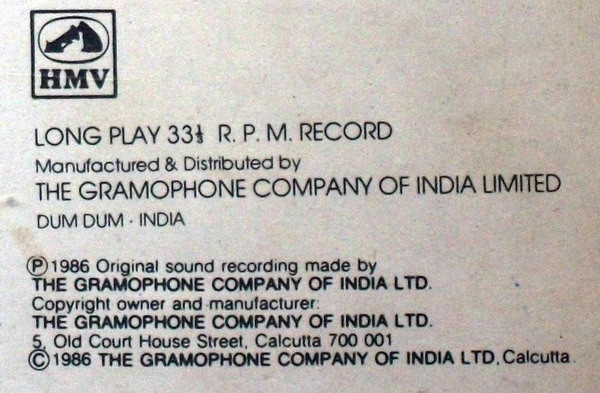 HMV
LONG PLAY 33⅓ R. P. M. RECORD
Manufactured & Distributed by
THE GRAMOPHONE COMPANY OF INDIA LIMITED
DUM DUM · INDIA
Ⓟ 1986 Original sound recording made by
THE GRAMOPHONE COMPANY OF INDIA LTD.
Copyright owner and manufacturer:
THE GRAMOPHONE COMPANY OF INDIA LTD.
5, Old Court House Street, Calcutta 700 001
© 1986 THE GRAMOPHONE COMPANY OF INDIA LTD, Calcutta